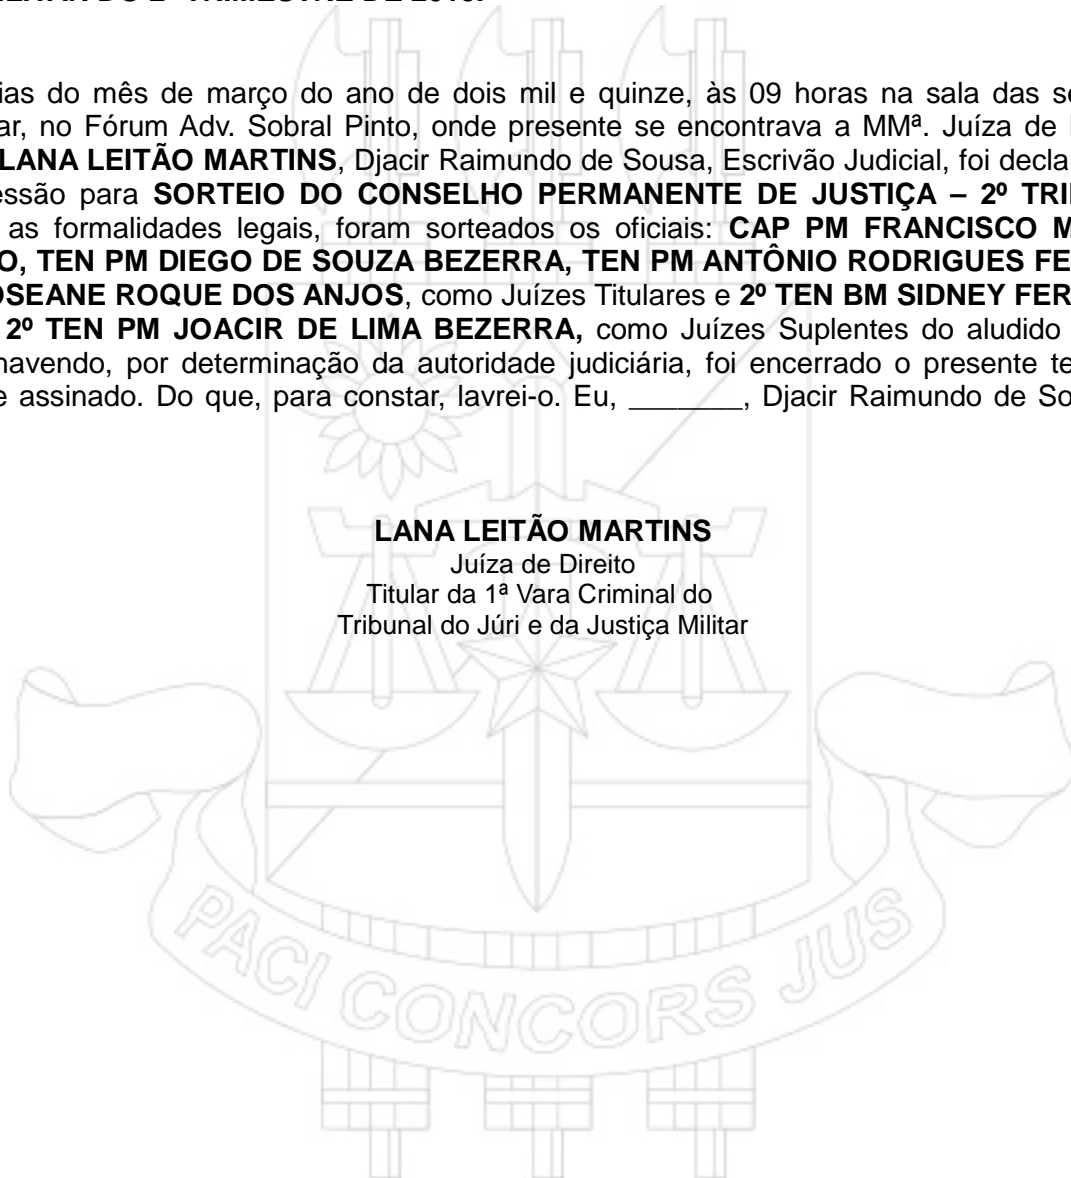 ias do mês de março do ano de dois mil e quinze, às 09 horas na sala das se
ar, no Fórum Adv. Sobral Pinto, onde presente se encontrava a MMª. Juíza de
LANA LEITÃO MARTINS, Djacir Raimundo de Sousa, Escrivão Judicial, foi decla
essão para SORTEIO DO CONSELHO PERMANENTE DE JUSTIÇA – 2º TRI
as formalidades legais, foram sorteados os oficiais: CAP PM FRANCISCO M
O, TEN PM DIEGO DE SOUZA BEZERRA, TEN PM ANTÔNIO RODRIGUES FE
OSEANE ROQUE DOS ANJOS, como Juízes Titulares e 2º TEN BM SIDNEY FER
2º TEN PM JOACIR DE LIMA BEZERRA, como Juízes Suplentes do aludido
havendo, por determinação da autoridade judiciária, foi encerrado o presente te
e assinado. Do que, para constar, lavrei-o. Eu, _______, Djacir Raimundo de So
LANA LEITÃO MARTINS
Juíza de Direito
Titular da 1ª Vara Criminal do
Tribunal do Júri e da Justiça Militar
PACI CONCORS JUS